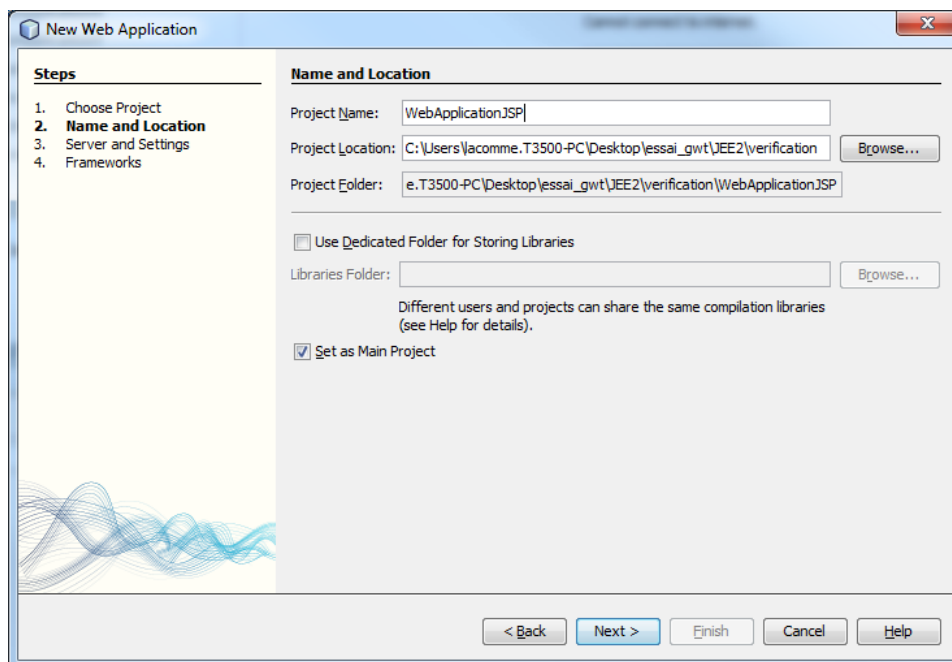 New Web Application
Steps
1. Choose Project
2. Name and Location
3. Server and Settings
4. Frameworks
Name and Location
Project Name: WebApplicationJSP
Project Location: C:\Users\lacomme.T3500-PC\Desktop\essai_gwt\JEE2\verification Browse...
Project Folder: e.T3500-PC\Desktop\essai_gwt\JEE2\verification\WebApplicationJSP
Use Dedicated Folder for Storing Libraries
Libraries Folder: Browse...
Different users and projects can share the same compilation libraries
(see Help for details).
Set as Main Project
< Back Next > Finish Cancel Help